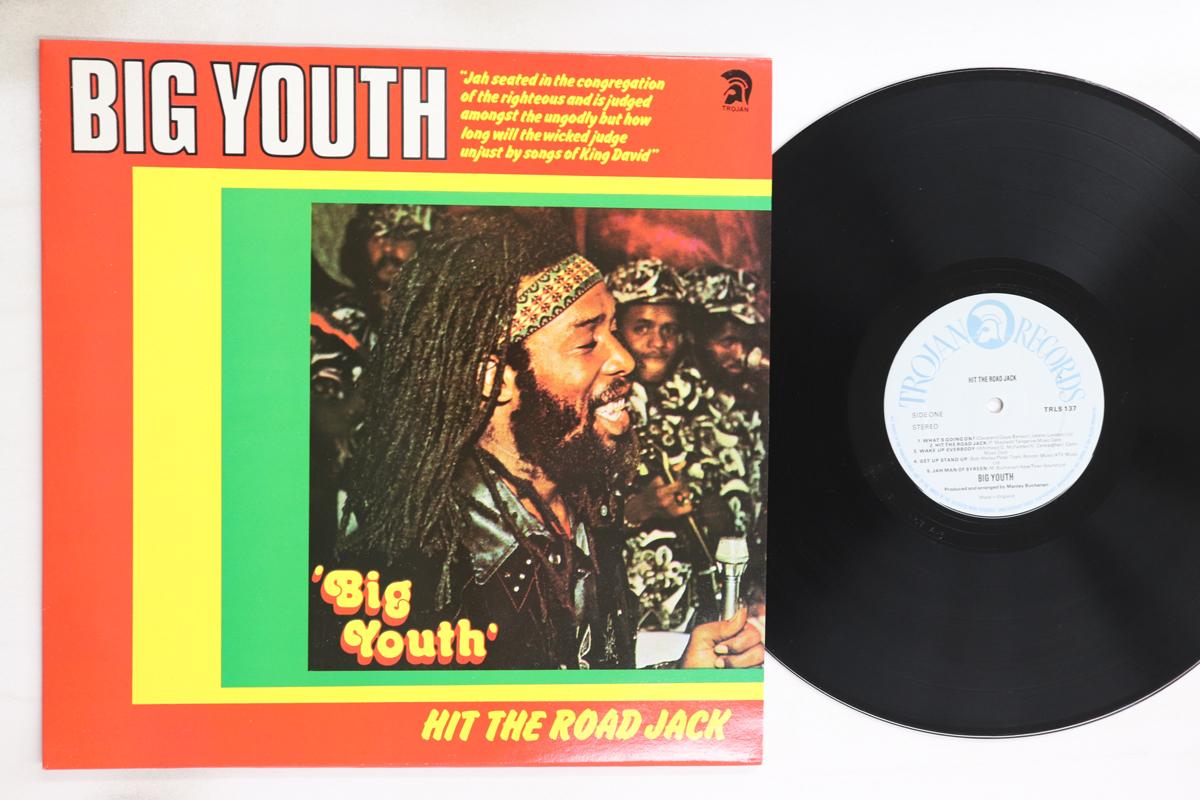 BIG YOUTH
"Jah seated in the congregation
of the righteous and is judged
amongst the ungodly but how
long will the wicked judge
unjust by songs of King David"
TROJAN
'Big
Youth'
HIT THE ROAD JACK
TROJAN RECORDS
HIT THE ROAD JACK
SIDE ONE
TRLS 137
STEREO
1. WHAT'S GOING ON?
2. HIT THE ROAD JACK
3. WAKE UP EVERBODY
4. GET UP STAND UP
5. JAH MAN OF SYREEN
BIG YOUTH
Produced and arranged by Manley Buchanan
Made in England